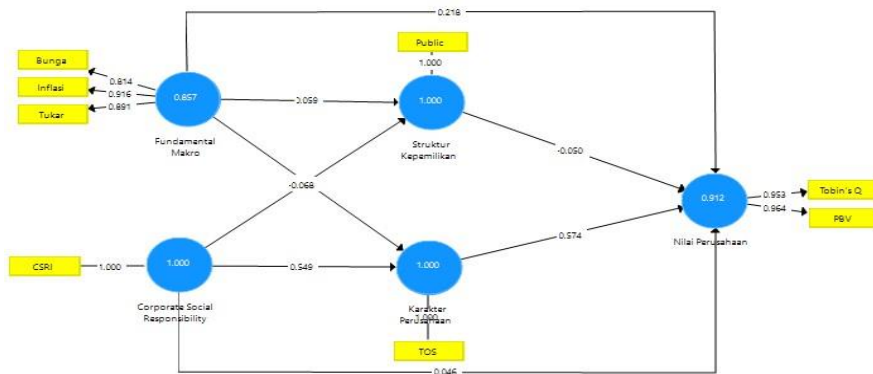 0.218
Public
1.000
Bunga
0.814
Inflasi
0.916
Tukar
0.891
0.857
Fundamental
Makro
0.059
1.000
Struktur
Kepemilikan
-0.050
-0.068
0.912
Nilai Perusahaan
0.953
Tobin's Q
0.964
PBV
0.574
CSRI
1.000
1.000
Corporate Social
Responsibility
0.549
1.000
Karakter
Perusahaan
1.000
TOS
0.046